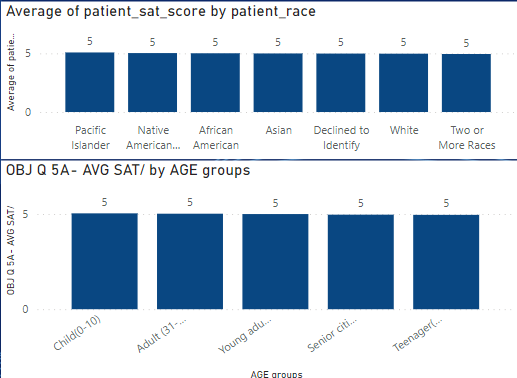 Average of patient_sat_score by patient_race
Average of patie...
5
0
5 5 5 5 5 5 5
Pacific Islander
Native American...
African American
Asian
Declined to Identify
White
Two or More Races
OBJ Q 5A- AVG SAT/ by AGE groups
OBJ Q 5A- AVG SAT/
5
0
5 5 5 5 5
Child(0-10)
Adult (31-...
Young adu...
Senior citi...
Teenager(...
AGE groups